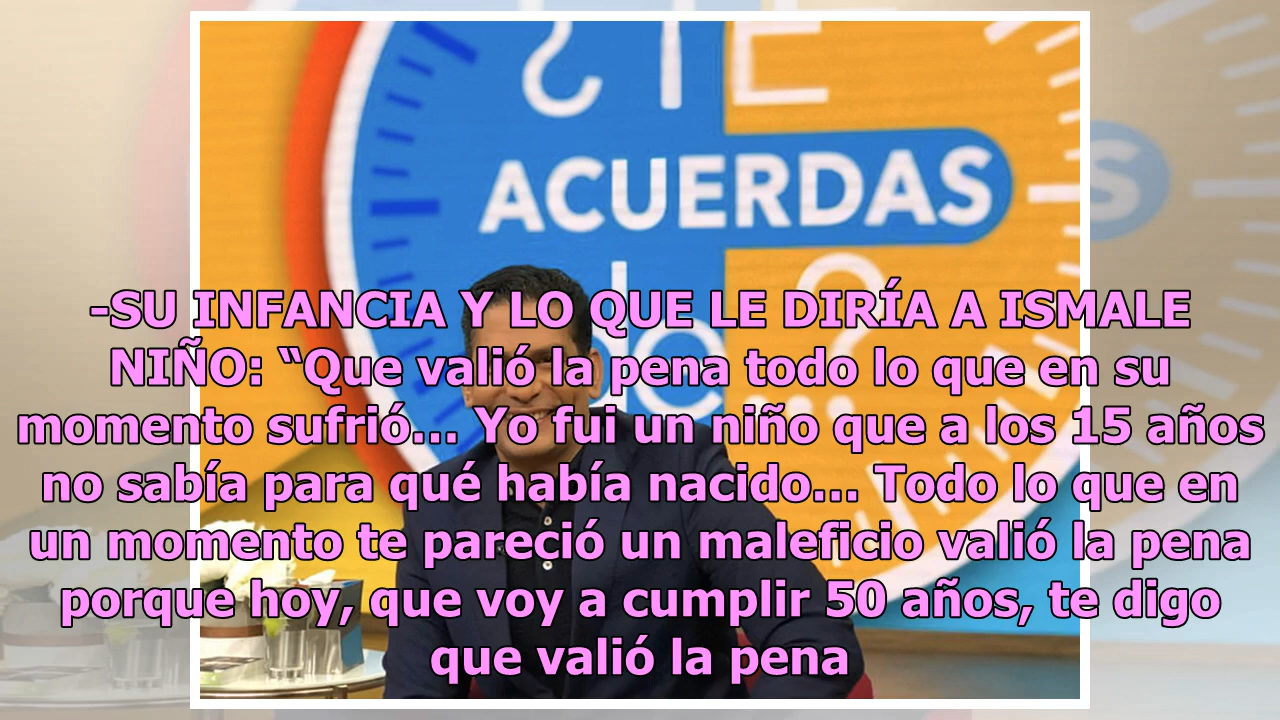 ¿TE
ACUERDAS
de?
S
-SU INFANCIA Y LO QUE LE DIRÍA A ISMALE
NIÑO: “Que valió la pena todo lo que en su
momento sufrió... Yo fui un niño que a los 15 años
no sabía para qué había nacido... Todo lo que en
un momento te pareció un maleficio valió la pena
porque hoy, que voy a cumplir 50 años, te digo
que valió la pena